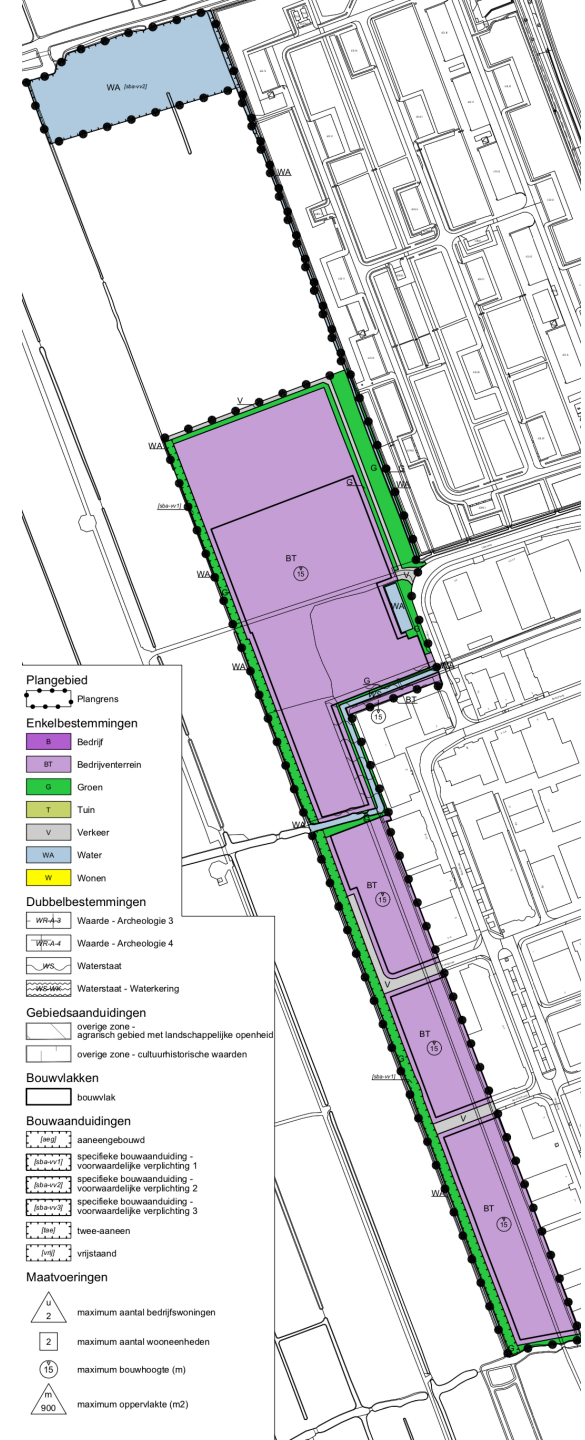 WA [sba-vv2]
WA
V
WA
G
G
G
WA
[sba-vv1]
BT
15
V
WA
WA
G
WA
G
WA
G
WA
BT
15
WA
BT
15
V
BT
15
G
[sba-vv1]
V
WA
BT
15
G
Plangebied
Plangrens
Enkelbestemmingen
B Bedrijf
BT Bedrijventerrein
G Groen
T Tuin
V Verkeer
WA Water
W Wonen
Dubbelbestemmingen
WR-A-3 Waarde - Archeologie 3
WR-A-4 Waarde - Archeologie 4
WS Waterstaat
WS-WK Waterstaat - Waterkering
Gebiedsaanduidingen
overige zone -
agrarisch gebied met landschappelijke openheid
overige zone - cultuurhistorische waarden
Bouwvlakken
bouwvlak
Bouwaanduidingen
[aeg] aaneengebouwd
[sba-vv1] specifieke bouwaanduiding -
voorwaardelijke verplichting 1
[sba-vv2] specifieke bouwaanduiding -
voorwaardelijke verplichting 2
[sba-vv3] specifieke bouwaanduiding -
voorwaardelijke verplichting 3
[tae] twee-aaneen
[vrij] vrijstaand
Maatvoeringen
u
2 maximum aantal bedrijfswoningen
2 maximum aantal wooneenheden
15 maximum bouwhoogte (m)
m
900 maximum oppervlakte (m2)